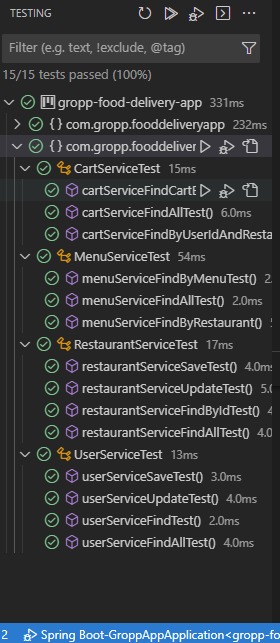 TESTING
Filter (e.g. text, !exclude, @tag)
15/15 tests passed (100%)
gropp-food-delivery-app 331ms
{} com.gropp.fooddeliveryapp 232ms
{} com.gropp.fooddeliver
CartServiceTest 15ms
cartServiceFindCartB
cartServiceFindAllTest() 6.0ms
cartServiceFindByUserIdAndResta
MenuServiceTest 54ms
menuServiceFindByMenuTest() 2.
menuServiceFindAllTest() 2.0ms
menuServiceFindByRestaurant()
RestaurantServiceTest 17ms
restaurantServiceSaveTest() 4.0ms
restaurantServiceUpdateTest() 5.0
restaurantServiceFindByIdTest() 4
restaurantServiceFindAllTest() 4.0
UserServiceTest 13ms
userServiceSaveTest() 3.0ms
userServiceUpdateTest() 4.0ms
userServiceFindTest() 2.0ms
userServiceFindAllTest() 4.0ms
2 Spring Boot-GroppAppApplication<gropp-fo